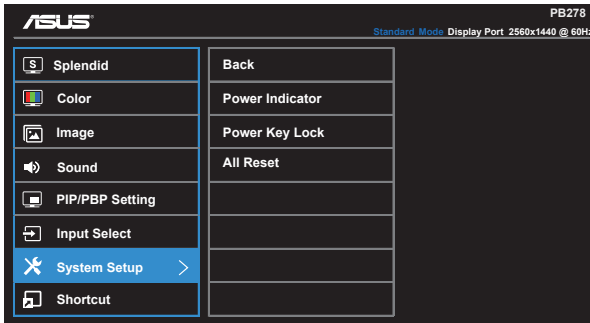 ASUS
PB278
Standard Mode Display Port 2560x1440 @ 60Hz
S Splendid
Color
Image
Sound
PIP/PBP Setting
Input Select
System Setup
Shortcut
Back
Power Indicator
Power Key Lock
All Reset